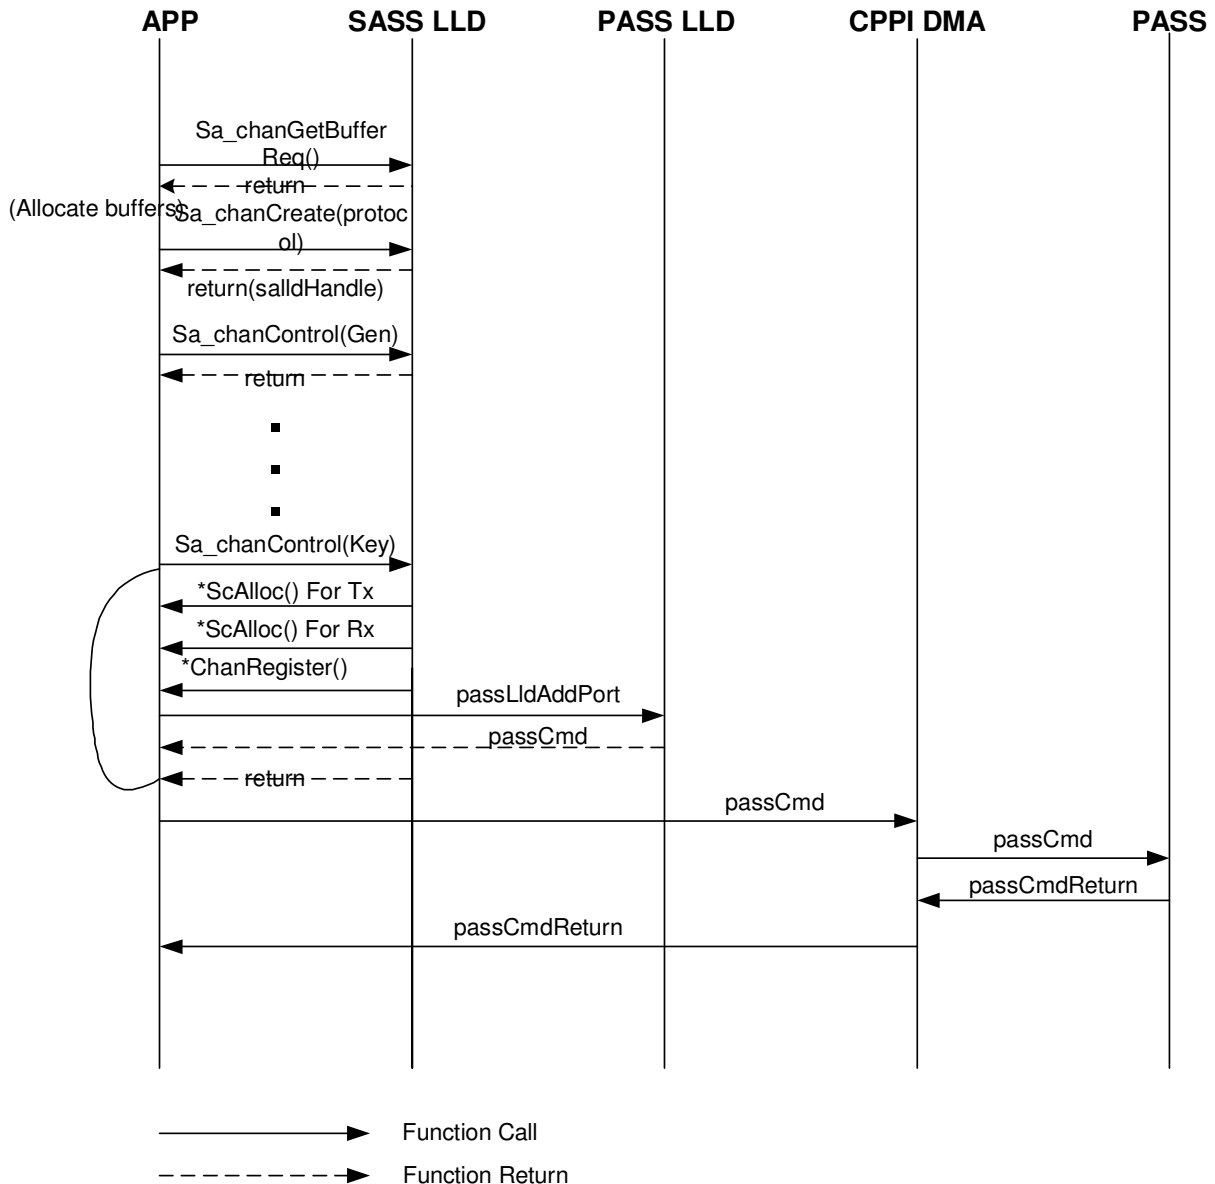 APP SASS LLD PASS LLD CPPI DMA PASS
Sa_chanGetBuffer
Req()
return
(Allocate buffers)
Sa_chanCreate(protoc
ol)
return(salldHandle)
Sa_chanControl(Gen)
return
Sa_chanControl(Key)
*ScAlloc() For Tx
*ScAlloc() For Rx
*ChanRegister()
passLldAddPort
passCmd
return
passCmd
passCmd
passCmdReturn
passCmdReturn
Function Call
Function Return